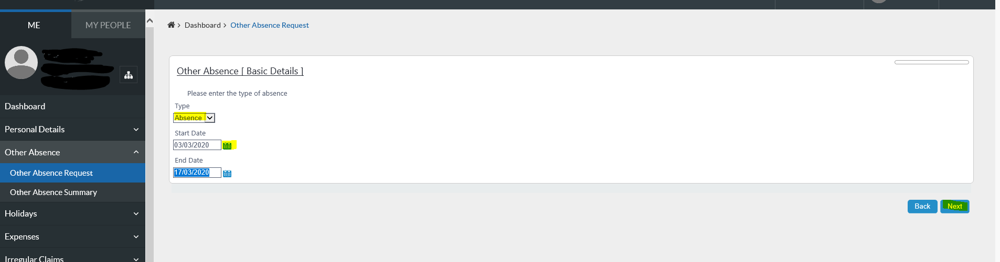 ME
MY PEOPLE
Dashboard
Personal Details
Other Absence
Other Absence Request
Other Absence Summary
Holidays
Expenses
Irregular Claims
> Dashboard > Other Absence Request
Other Absence [ Basic Details ]
Please enter the type of absence
Type
Absence
Start Date
03/03/2020
End Date
17/03/2020
Back
Next